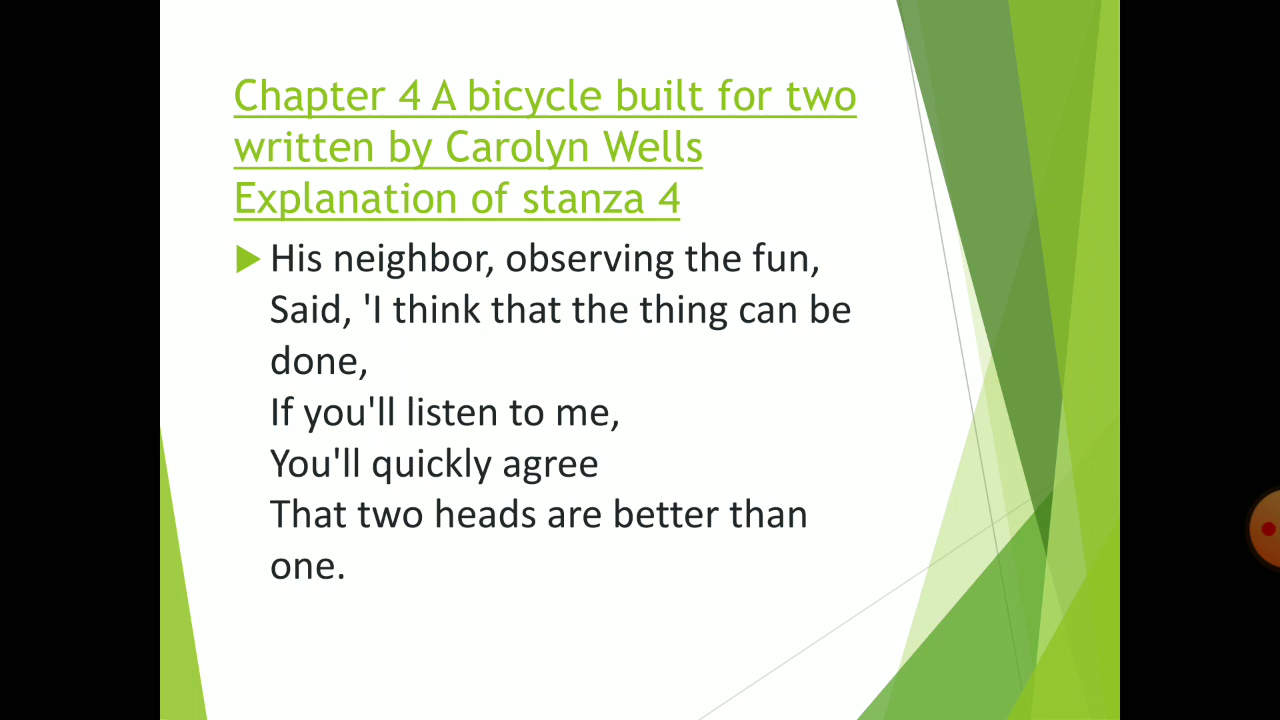 Chapter 4 A bicycle built for two
written by Carolyn Wells
Explanation of stanza 4
His neighbor, observing the fun,
Said, 'I think that the thing can be
done,
If you'll listen to me,
You'll quickly agree
That two heads are better than
one.